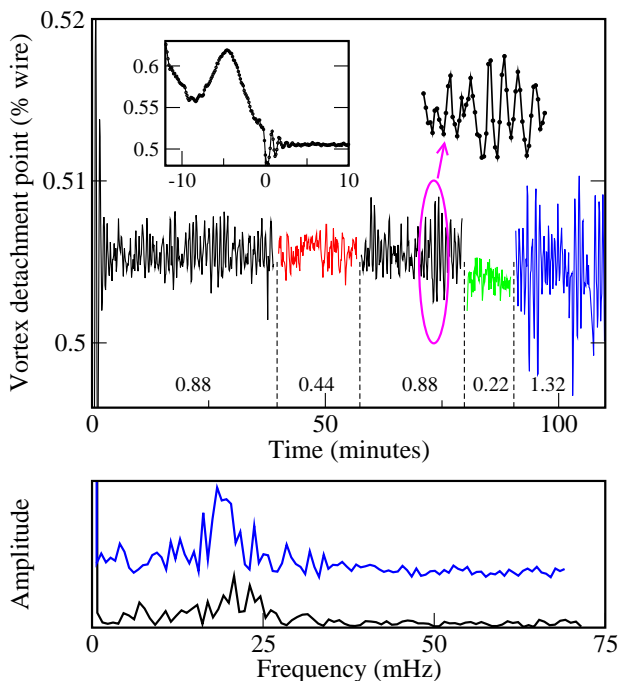 0.52
0.51
0.5
Vortex detachment point (% wire)
0.6
0.55
0.5
-10 0 10
0.88 0.44 0.88 0.22 1.32
0 50 100
Time (minutes)
Amplitude
0 25 50 75
Frequency (mHz)